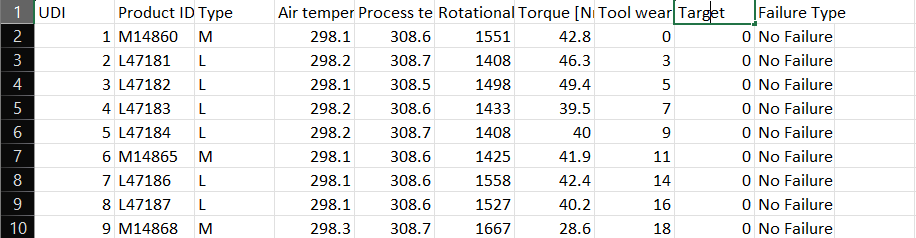 1 UDI Product ID Type Air temper Process te Rotational Torque [N Tool wear Target Failure Type
2 1 M14860 M 298.1 308.6 1551 42.8 0 0 No Failure
3 2 L47181 L 298.2 308.7 1408 46.3 3 0 No Failure
4 3 L47182 L 298.1 308.5 1498 49.4 5 0 No Failure
5 4 L47183 L 298.2 308.6 1433 39.5 7 0 No Failure
6 5 L47184 L 298.2 308.7 1408 40 9 0 No Failure
7 6 M14865 M 298.1 308.6 1425 41.9 11 0 No Failure
8 7 L47186 L 298.1 308.6 1558 42.4 14 0 No Failure
9 8 L47187 L 298.1 308.6 1527 40.2 16 0 No Failure
10 9 M14868 M 298.3 308.7 1667 28.6 18 0 No Failure